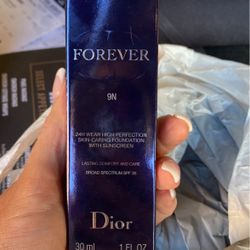 FOREVER
9N
24H WEAR HIGH PERFECTION
SKIN-CARING FOUNDATION
WITH SUNSCREEN
LASTING COMFORT AND CARE
BROAD SPECTRUM SPF 35
Dior
30 ml 1 FL OZ